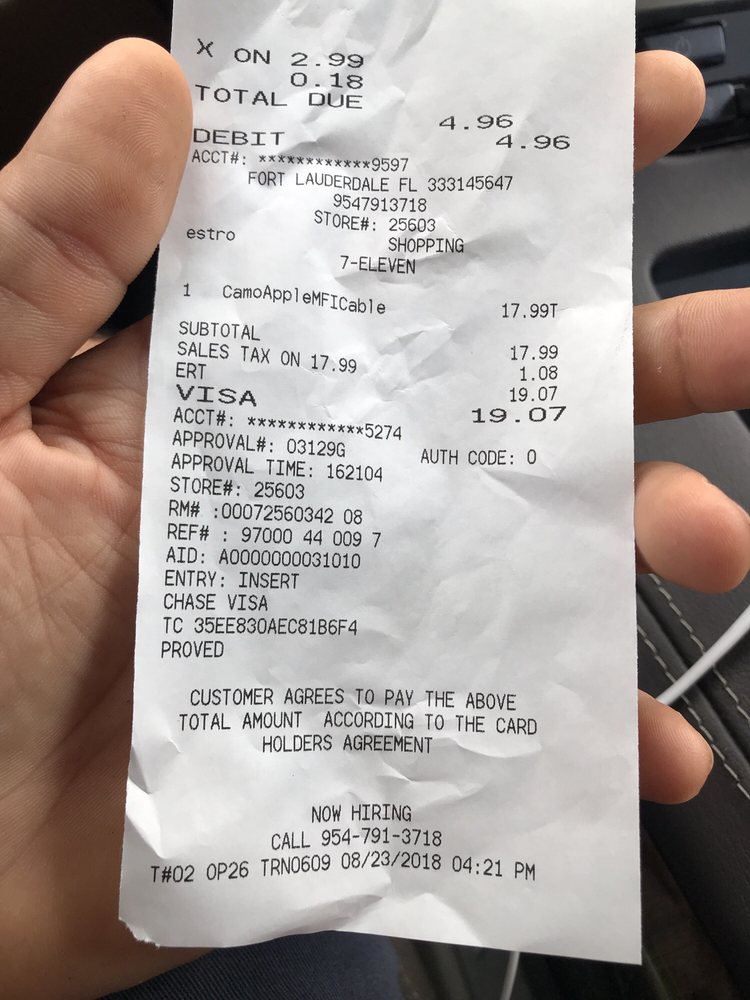 X ON 2.99
0.18
TOTAL DUE
4.96
DEBIT 4.96
ACCT#: ************9597
FORT LAUDERDALE FL 333145647
9547913718
STORE#: 25603
estro SHOPPING
7-ELEVEN
1 CamoAppleMFICable 17.99T
SUBTOTAL 17.99
SALES TAX ON 17.99 1.08
ERT 19.07
VISA 19.07
ACCT#: ************5274
APPROVAL#: 03129G AUTH CODE: 0
APPROVAL TIME: 162104
STORE#: 25603
RM# :00072560342 08
REF# : 97000 44 009 7
AID: A0000000031010
ENTRY: INSERT
CHASE VISA
TC 35EE830AEC81B6F4
PROVED
CUSTOMER AGREES TO PAY THE ABOVE
TOTAL AMOUNT ACCORDING TO THE CARD
HOLDERS AGREEMENT
NOW HIRING
CALL 954-791-3718
T#02 OP26 TRN0609 08/23/2018 04:21 PM